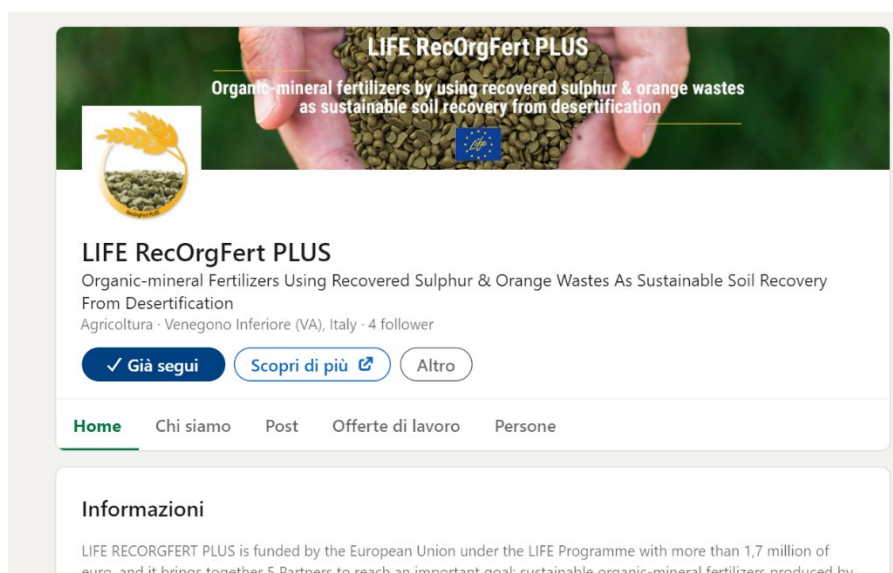 LIFE RecOrgFert PLUS
Organic-mineral fertilizers by using recovered sulphur & orange wastes
as sustainable soil recovery from desertification
Life
RecOrgFert PLUS
LIFE RecOrgFert PLUS
Organic-mineral Fertilizers Using Recovered Sulphur & Orange Wastes As Sustainable Soil Recovery
From Desertification
Agricoltura · Venegono Inferiore (VA), Italy · 4 follower
✓ Già segui Scopri di più Altro
Home Chi siamo Post Offerte di lavoro Persone
Informazioni
LIFE RECORGFERT PLUS is funded by the European Union under the LIFE Programme with more than 1,7 million of
euro, and it brings together 5 Partners to reach an important goal: sustainable organic-mineral fertilizers produced by